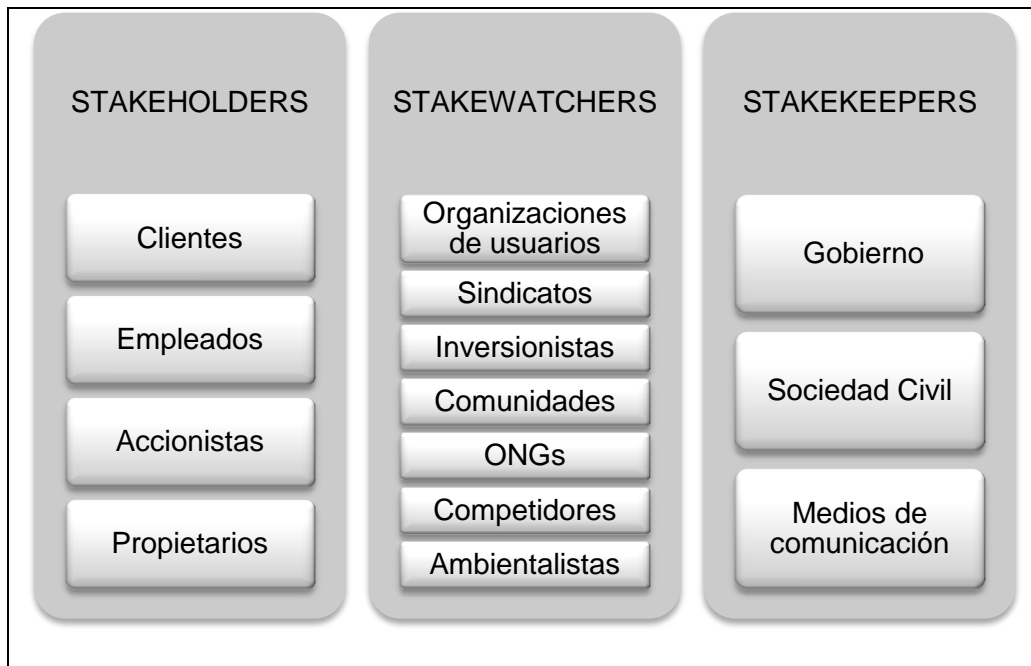 STAKEHOLDERS
Clientes
Empleados
Accionistas
Propietarios
STAKEWATCHERS
Organizaciones
de usuarios
Sindicatos
Inversionistas
Comunidades
ONGs
Competidores
Ambientalistas
STAKEKEEPERS
Gobierno
Sociedad Civil
Medios de
comunicación